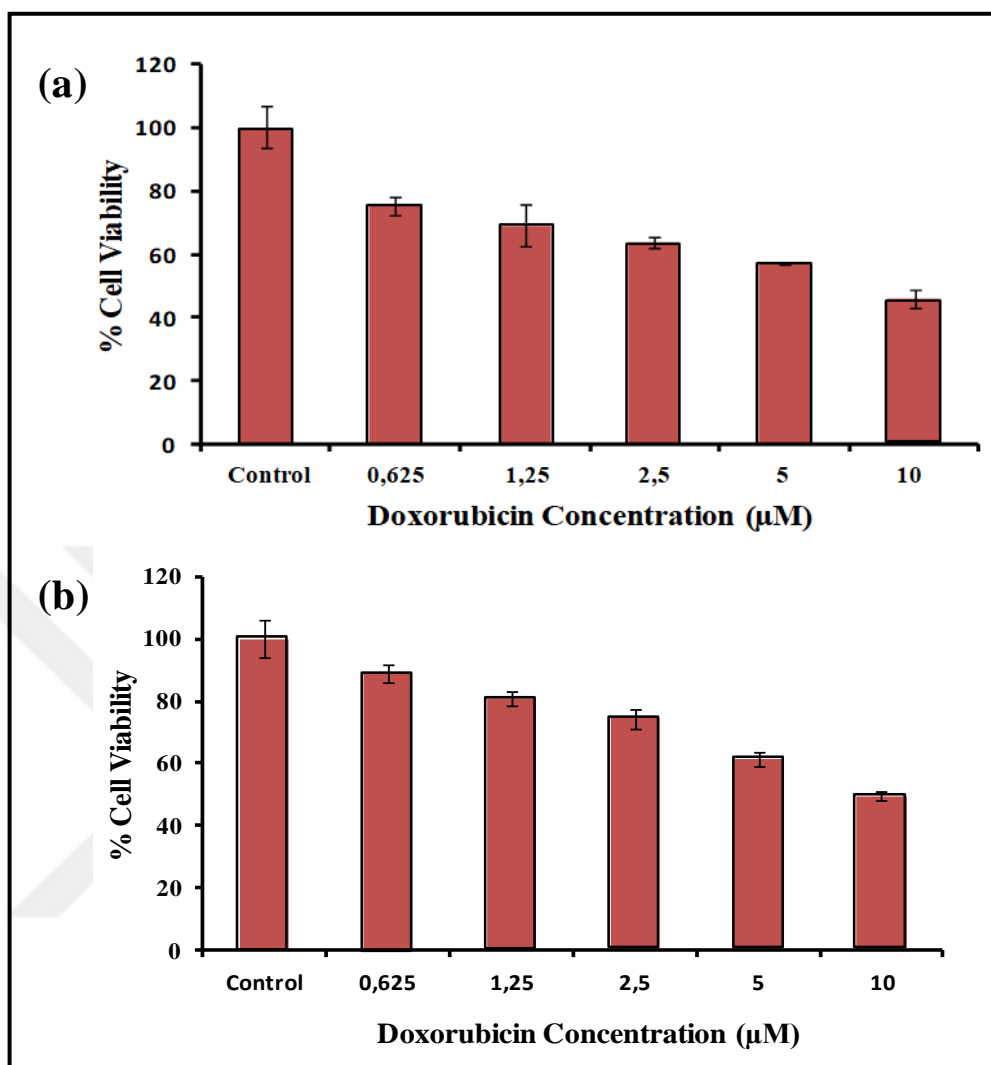 (a)
% Cell Viability
120
100
80
60
40
20
0
Control 0,625 1,25 2,5 5 10
Doxorubicin Concentration (µM)
(b)
% Cell Viability
120
100
80
60
40
20
0
Control 0,625 1,25 2,5 5 10
Doxorubicin Concentration (µM)